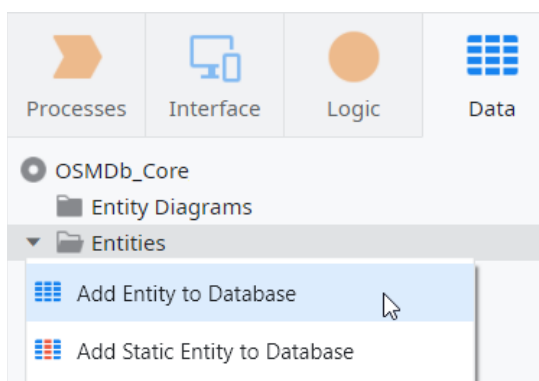 Processes
Interface
Logic
Data
OSMDb_Core
Entity Diagrams
Entities
Add Entity to Database
Add Static Entity to Database